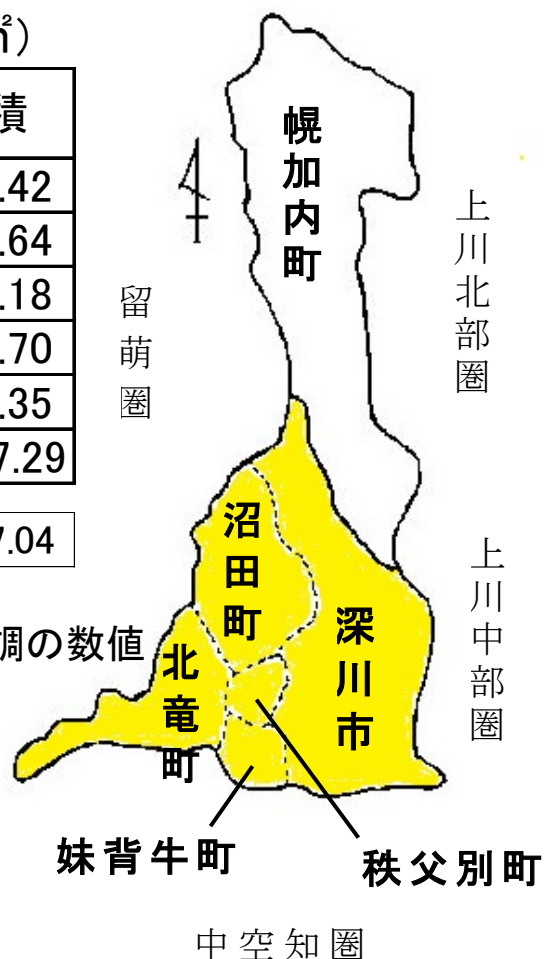 ㎡)
積
.42
.64
.18
.70
.35
7.29
7.04
調の数値
幌加内町
留萌圏
上川北部圏
沼田町
上川中部圏
深川市
北竜町
妹背牛町
秩父別町
中空知圏